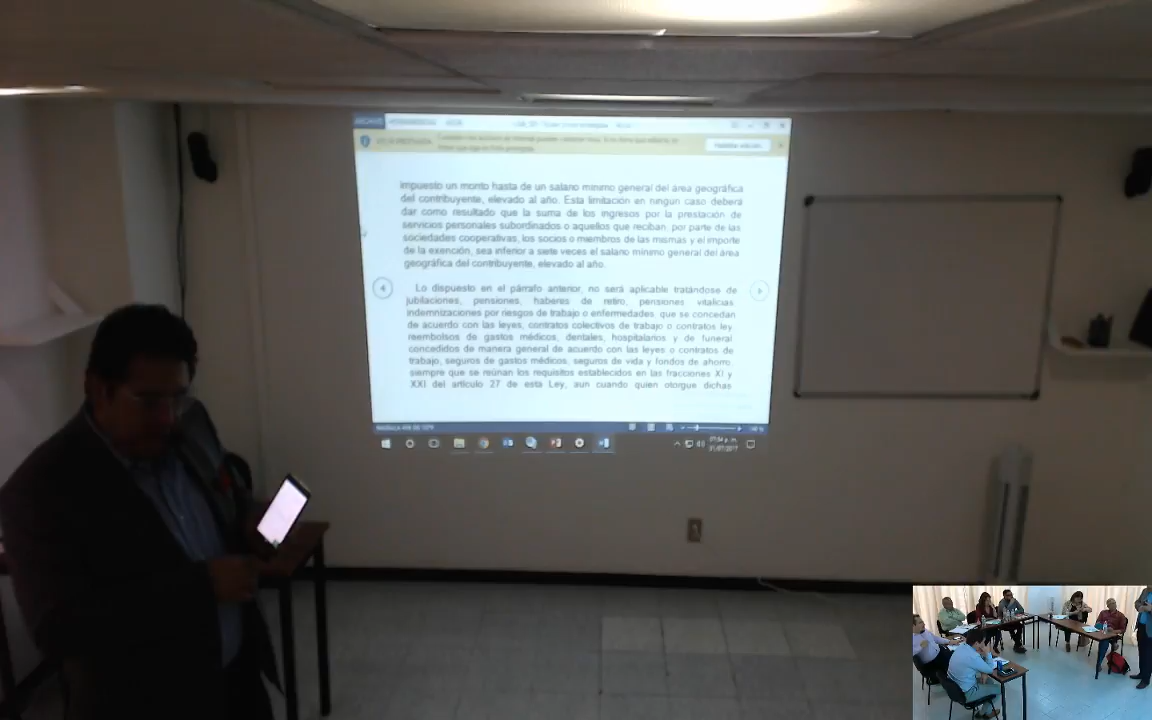 ARCHIVO
impuesto un monto hasta de un salario mínimo general del área geográfica
del contribuyente, elevado al año. Esta limitación en ningún caso deberá
dar como resultado que la suma de los ingresos por la prestación de
servicios personales subordinados o aquellos que reciban, por parte de las
sociedades cooperativas, los socios o miembros de las mismas y el importe
de la exención, sea inferior a siete veces el salario mínimo general del área
geográfica del contribuyente, elevado al año.
Lo dispuesto en el párrafo anterior, no será aplicable tratándose de
jubilaciones, pensiones, haberes de retiro, pensiones vitalicias
indemnizaciones por riesgos de trabajo o enfermedades, que se concedan
de acuerdo con las leyes, contratos colectivos de trabajo o contratos ley
reembolsos de gastos médicos, dentales, hospitalarios y de funeral
concedidos de manera general de acuerdo con las leyes o contratos de
trabajo, seguros de gastos médicos, seguros de vida y fondos de ahorro,
siempre que se reúnan los requisitos establecidos en las fracciones XI y
XXI del artículo 27 de esta Ley, aun cuando quien otorgue dichas